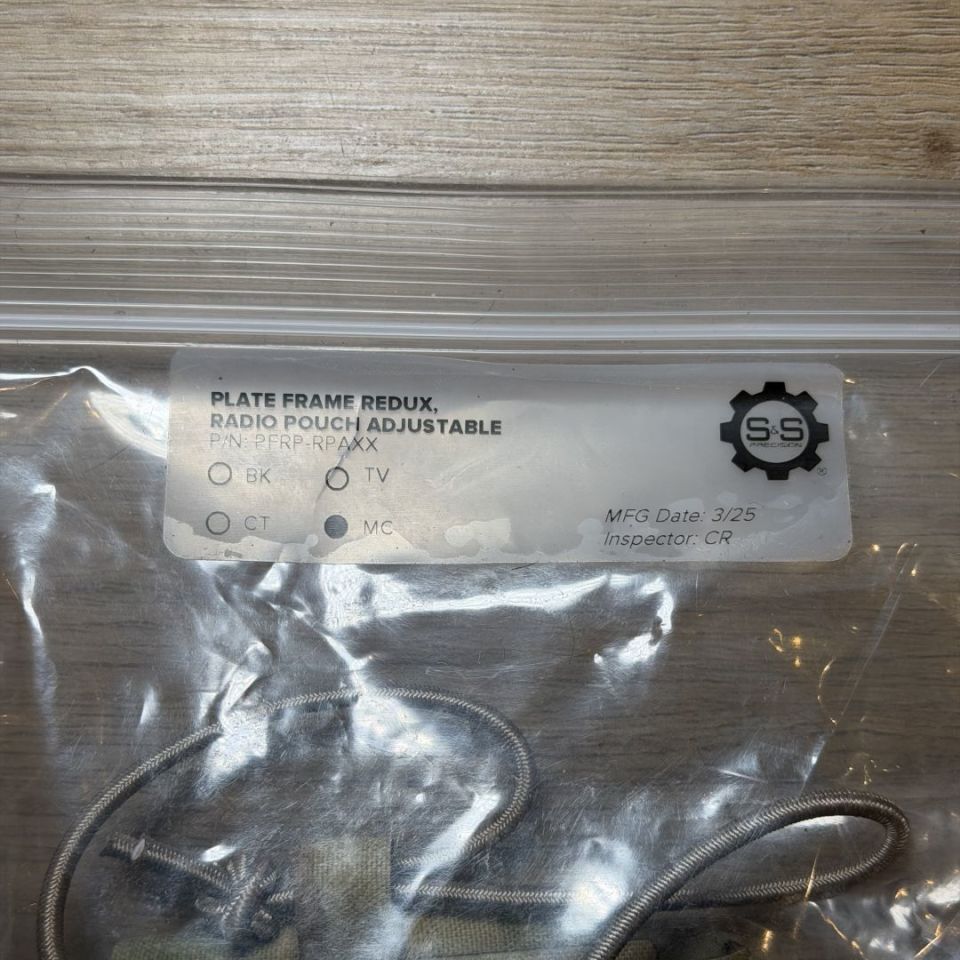 PLATE FRAME REDUX,
RADIO POUCH ADJUSTABLE
P/N: PFRP-RPAXX
BK
TV
CT
MC
S&S
PRECISION
®
MFG Date: 3/25
Inspector: CR